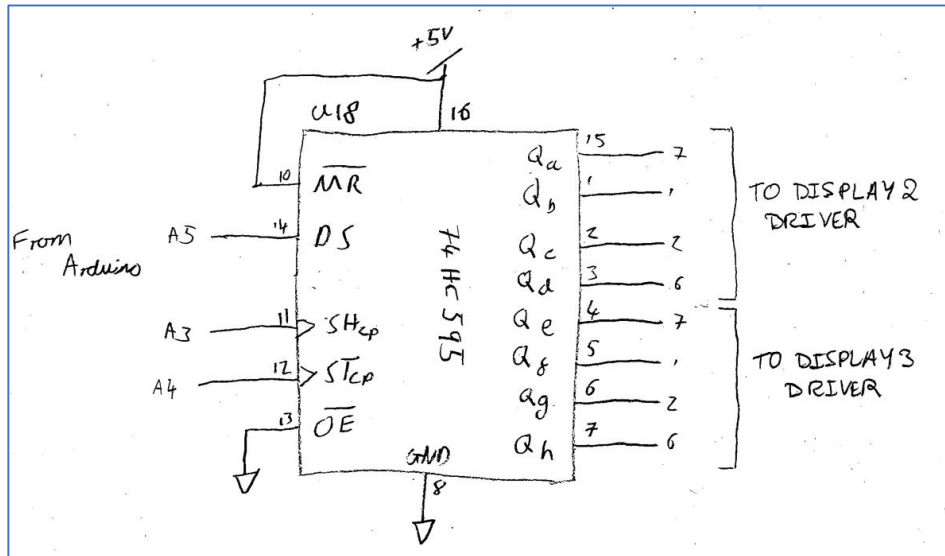 +5V
U18
16
10
MR
15
Qa
7
1
Qb
1
TO DISPLAY 2
DRIVER
From
Arduino
A5
14
DS
2
Qc
2
3
Qd
6
74HC595
A3
11
SHcp
4
Qe
7
5
Qf
1
TO DISPLAY 3
DRIVER
A4
12
STcp
6
Qg
2
13
OE
7
Qh
6
GND
8